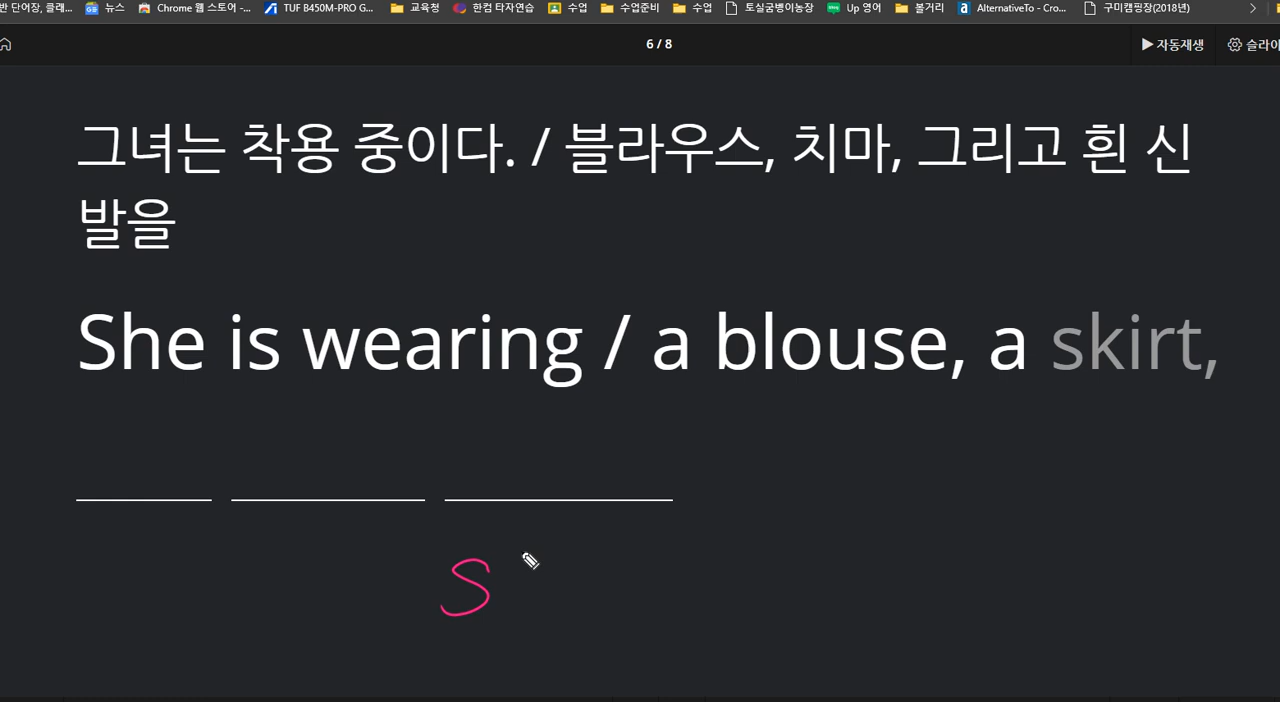 반 단어장, 클래... 뉴스 Chrome 웹 스토어 -... TUF B450M-PRO G... 교육청 한컴 타자연습 수업 수업준비 수업 토실굼벵이농장 Up 영어 볼거리 AlternativeTo - Cro... 구미캠핑장(2018년)
6 / 8 자동재생 슬라이
그녀는 착용 중이다. / 블라우스, 치마, 그리고 흰 신
발을
She is wearing / a blouse, a skirt,
S